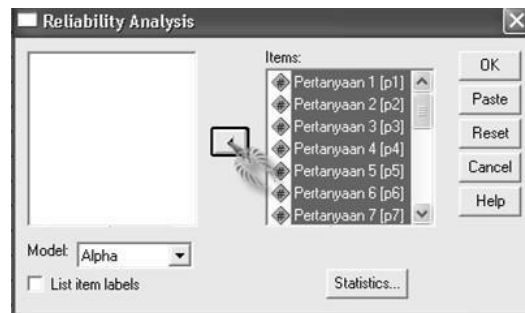 Reliability Analysis
Items:
Pertanyaan 1 [p1]
Pertanyaan 2 [p2]
Pertanyaan 3 [p3]
Pertanyaan 4 [p4]
Pertanyaan 5 [p5]
Pertanyaan 6 [p6]
Pertanyaan 7 [p7]
OK
Paste
Reset
Cancel
Help
Model: Alpha
List item labels
Statistics...